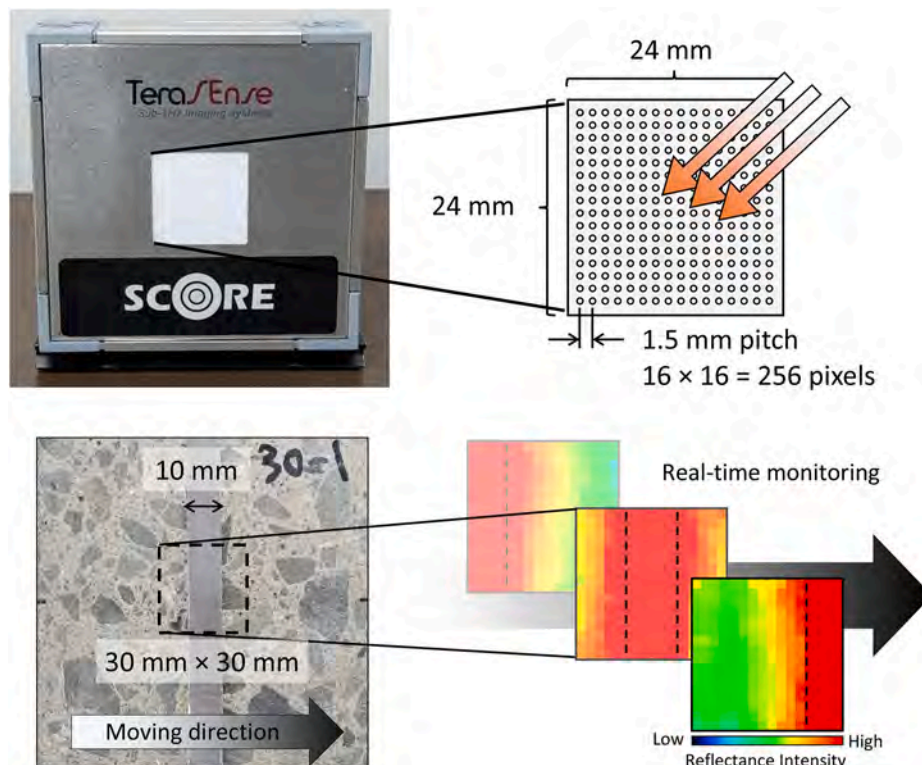 TeraSEnse
Sub-THz Imaging Systems
SCORE
24 mm
24 mm
1.5 mm pitch
16 × 16 = 256 pixels
10 mm
30-1
30 mm × 30 mm
Moving direction
Real-time monitoring
Low
High
Reflectance Intensity